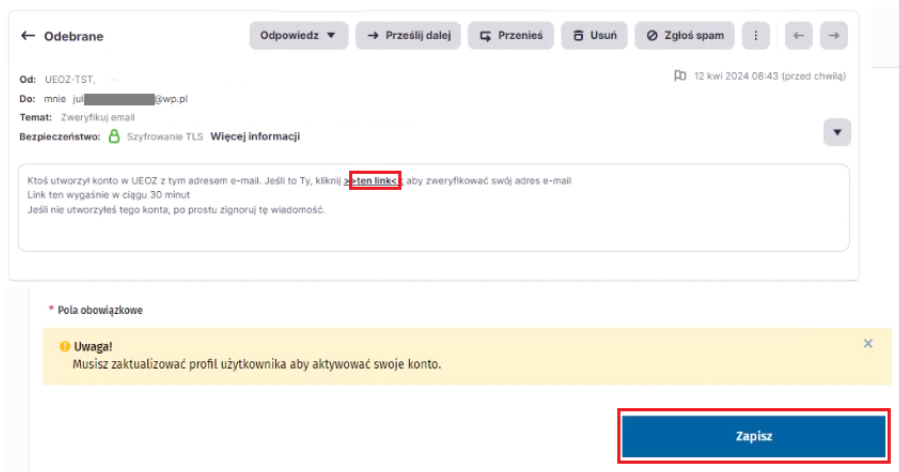 ← Odebrane
Odpowiedz ▼ → Prześlij dalej Przenieś Usuń Zgłoś spam
Od: UEOZ-TST,
12 kwi 2024 08:43 (przed chwilą)
Do: mnie jul @wp.pl
Temat: Zweryfikuj email
Bezpieczeństwo: Szyfrowanie TLS Więcej informacji
Ktoś utworzył konto w UEOZ z tym adresem e-mail. Jeśli to Ty, kliknij >>ten link< aby zweryfikować swój adres e-mail
Link ten wygaśnie w ciągu 30 minut
Jeśli nie utworzyłeś tego konta, po prostu zignoruj tę wiadomość.
* Pola obowiązkowe
Uwaga!
Musisz zaktualizować profil użytkownika aby aktywować swoje konto.
Zapisz